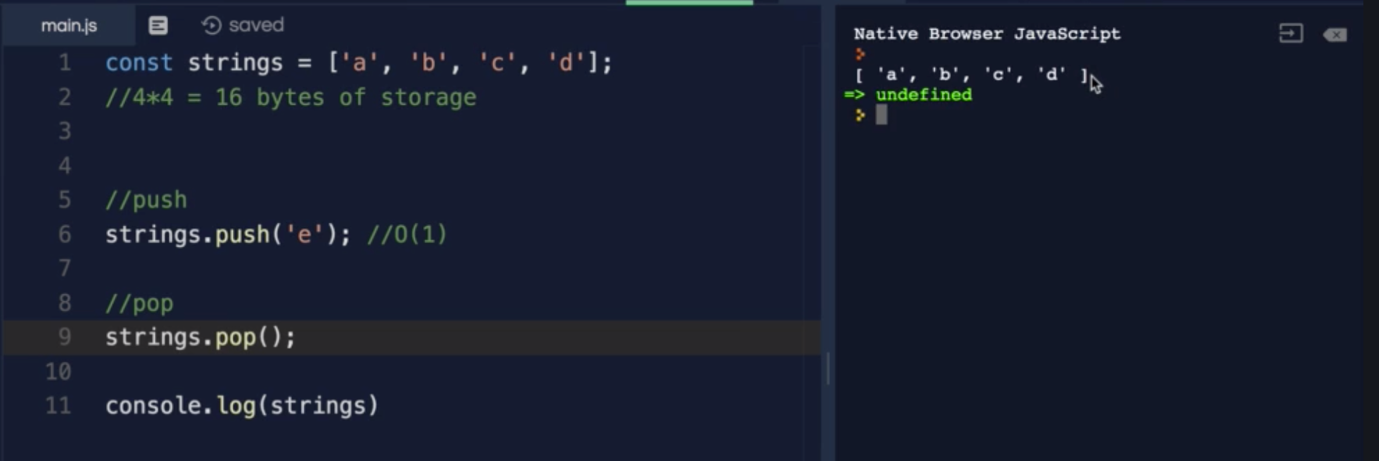 main.js saved
1 const strings = ['a', 'b', 'c', 'd'];
2 //4*4 = 16 bytes of storage
3
4
5 //push
6 strings.push('e'); //O(1)
7
8 //pop
9 strings.pop();
10
11 console.log(strings)
Native Browser JavaScript
[ 'a', 'b', 'c', 'd' ]
=> undefined